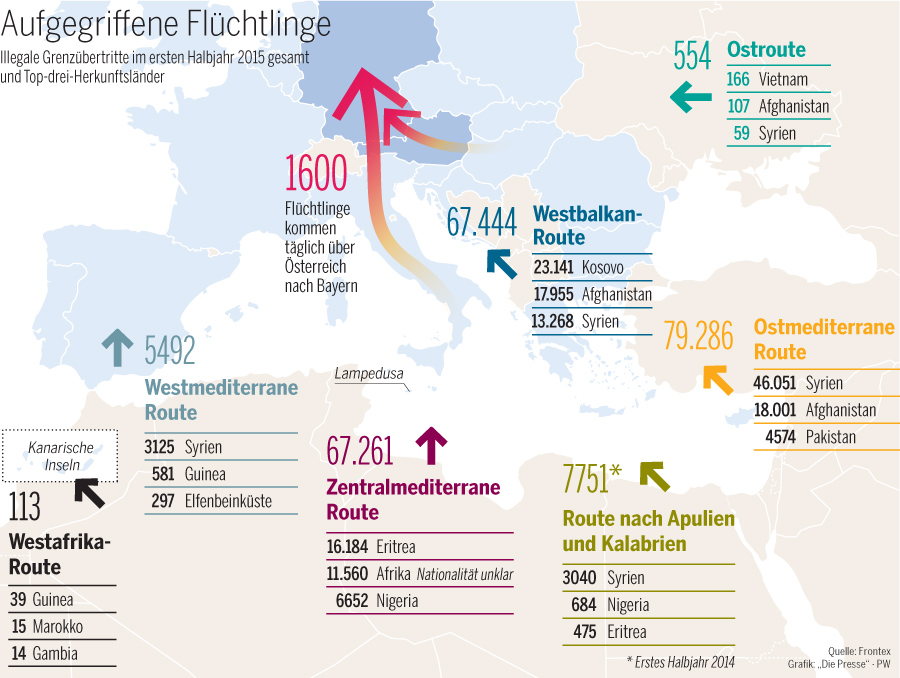 Aufgegriffene Flüchtlinge
Illegale Grenzübertritte im ersten Halbjahr 2015 gesamt
und Top-drei-Herkunftsländer
554
Ostroute
166 Vietnam
107 Afghanistan
59 Syrien
1600
Flüchtlinge
kommen
täglich über
Österreich
nach Bayern
67.444
Westbalkan-
Route
23.141 Kosovo
17.955 Afghanistan
13.268 Syrien
79.286
Ostmediterrane
Route
46.051 Syrien
18.001 Afghanistan
4574 Pakistan
5492
Westmediterrane
Route
3125 Syrien
581 Guinea
297 Elfenbeinküste
Lampedusa
Kanarische
Inseln
113
Westafrika-
Route
39 Guinea
15 Marokko
14 Gambia
67.261
Zentralmediterrane
Route
16.184 Eritrea
11.560 Afrika Nationalität unklar
6652 Nigeria
7751*
Route nach Apulien
und Kalabrien
3040 Syrien
684 Nigeria
475 Eritrea
* Erstes Halbjahr 2014
Quelle: Frontex
Grafik: „Die Presse“ · PW